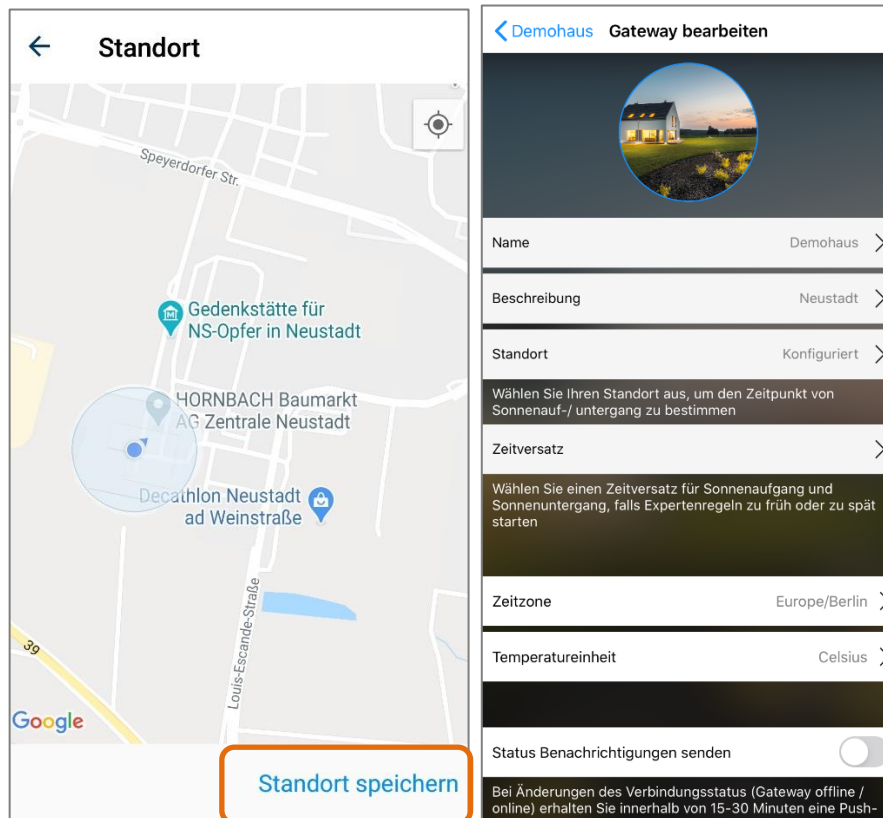 Standort
Speyerdorfer Str.
Gedenkstätte für
NS-Opfer in Neustadt
HORNBACH Baumarkt
AG Zentrale Neustadt
Decathlon Neustadt
ad Weinstraße
Louis-Escande-Straße
39
Google
Standort speichern
Demohaus Gateway bearbeiten
Name Demohaus
Beschreibung Neustadt
Standort Konfiguriert
Wählen Sie Ihren Standort aus, um den Zeitpunkt von
Sonnenauf-/ untergang zu bestimmen
Zeitversatz
Wählen Sie einen Zeitversatz für Sonnenaufgang und
Sonnenuntergang, falls Expertenregeln zu früh oder zu spät
starten
Zeitzone Europe/Berlin
Temperatureinheit Celsius
Status Benachrichtigungen senden
Bei Änderungen des Verbindungsstatus (Gateway offline /
online) erhalten Sie innerhalb von 15-30 Minuten eine Push-